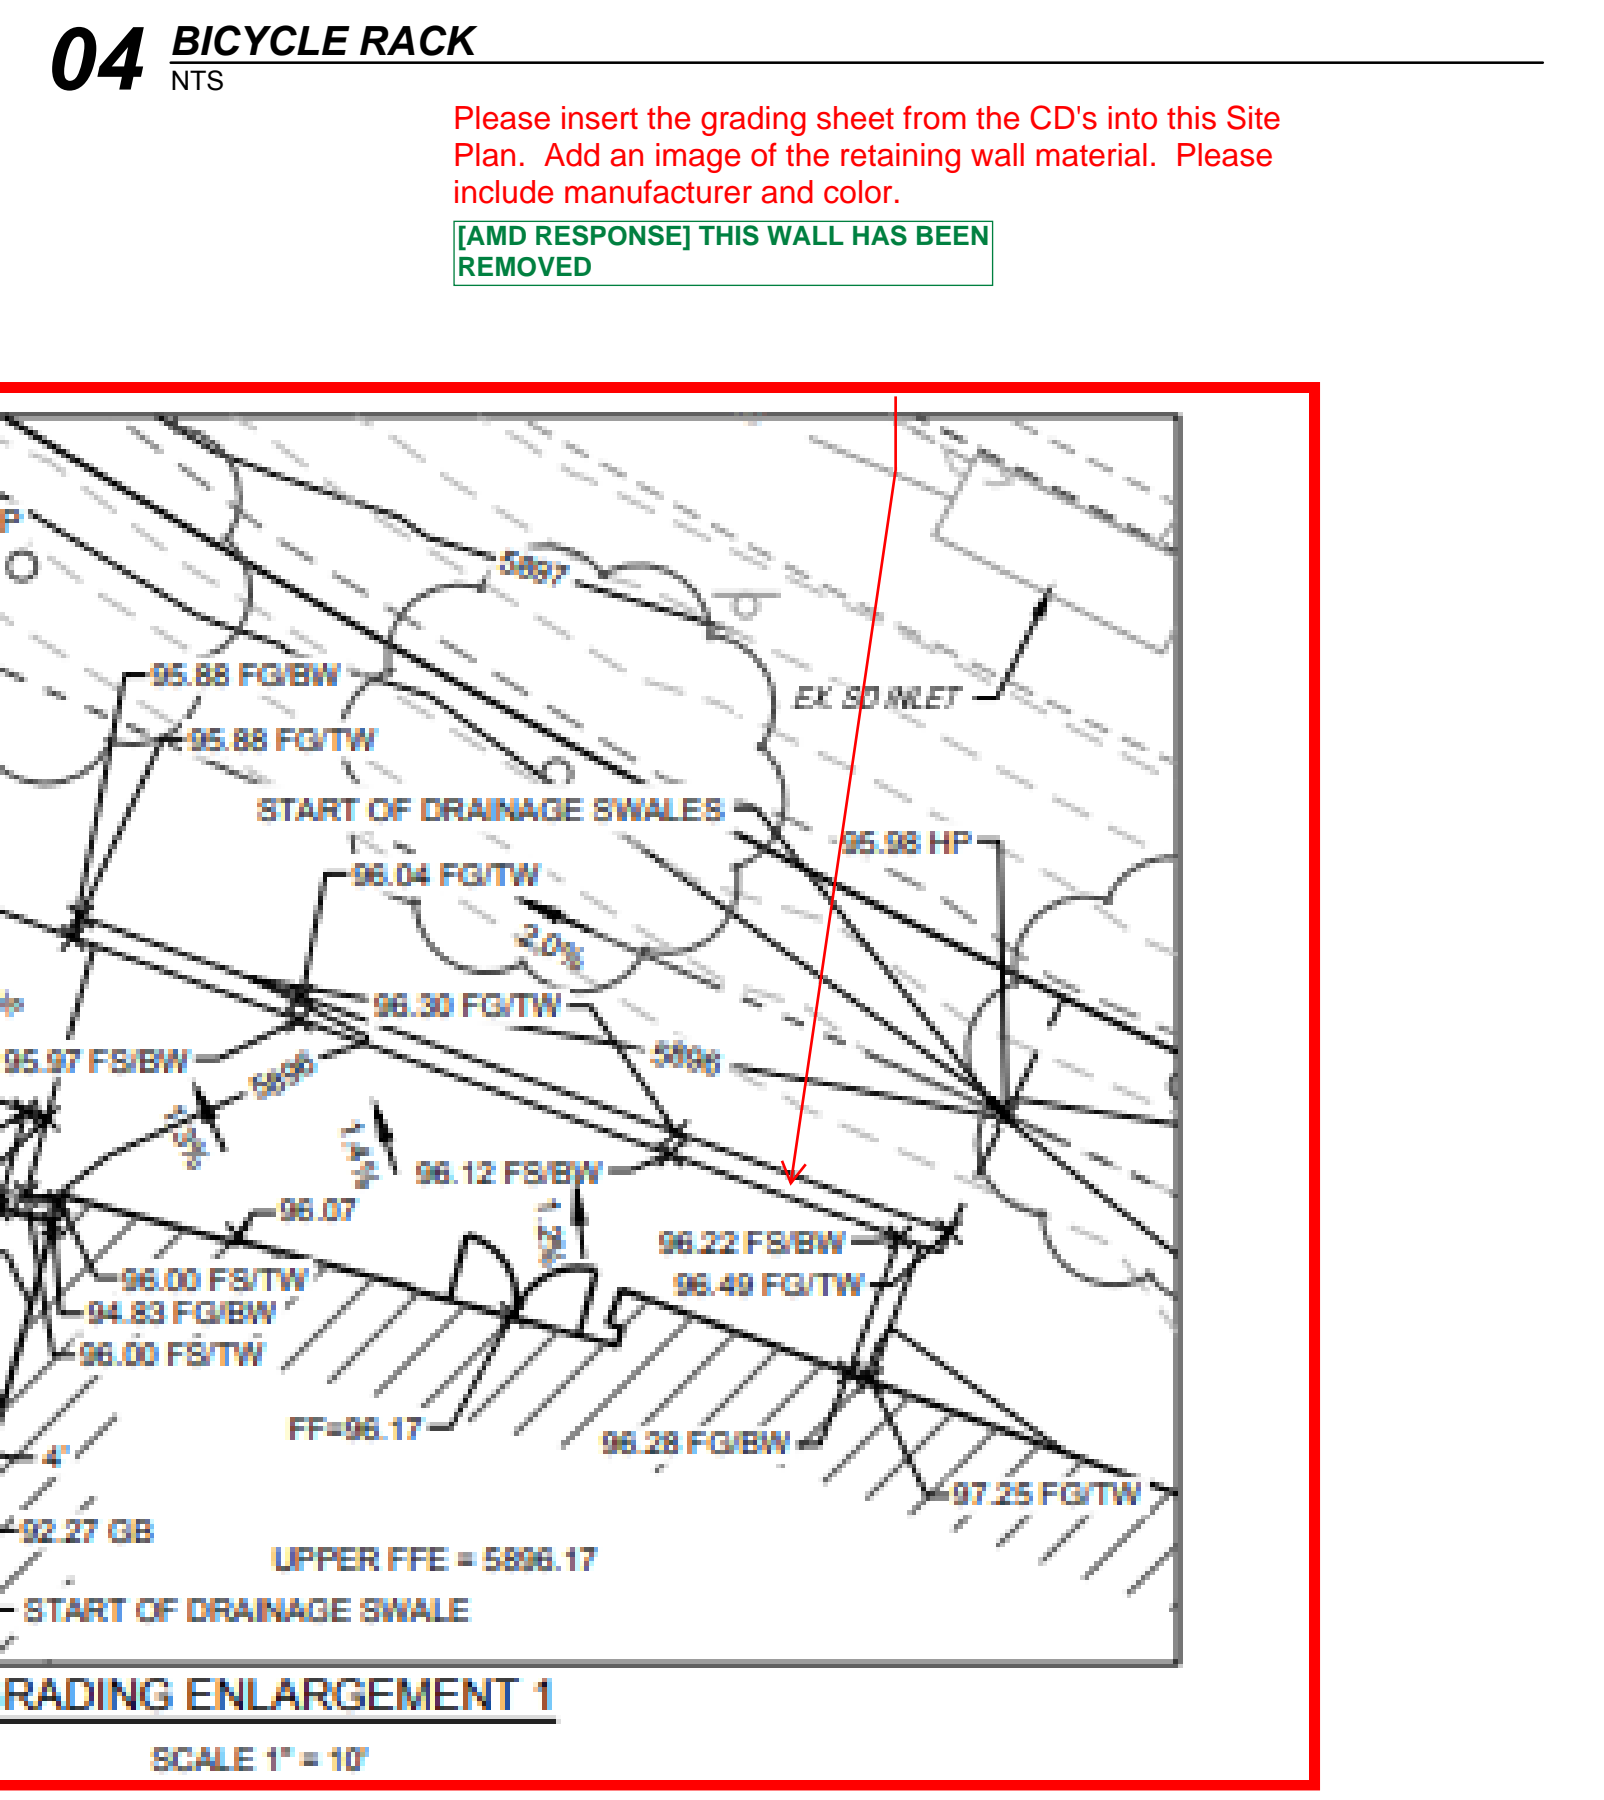 04 BICYCLE RACK
NTS
Please insert the grading sheet from the CD's into this Site
Plan.  Add an image of the retaining wall material.  Please
include manufacturer and color.
[AMD RESPONSE] THIS WALL HAS BEEN
REMOVED
P
5897
95.88 FG/BW
EX. SD INLET
95.88 FG/TW
START OF DRAINAGE SWALES
95.98 HP
96.04 FG/TW
2.0%
96.30 FG/TW
95.97 FS/BW
5896
5896
1.4%
96.12 FS/BW
96.07
1.2%
96.22 FS/BW
96.00 FS/TW
96.49 FG/TW
94.83 FG/BW
96.00 FS/TW
FF=96.17
96.28 FG/BW
4"
97.25 FG/TW
92.27 GB
UPPER FFE = 5896.17
START OF DRAINAGE SWALE
RADING ENLARGEMENT 1
SCALE 1" = 10'